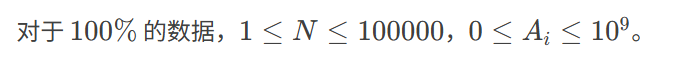 对于 100% 的数据，1 ≤ N ≤ 100000，0 ≤ A_i ≤ 10^9。